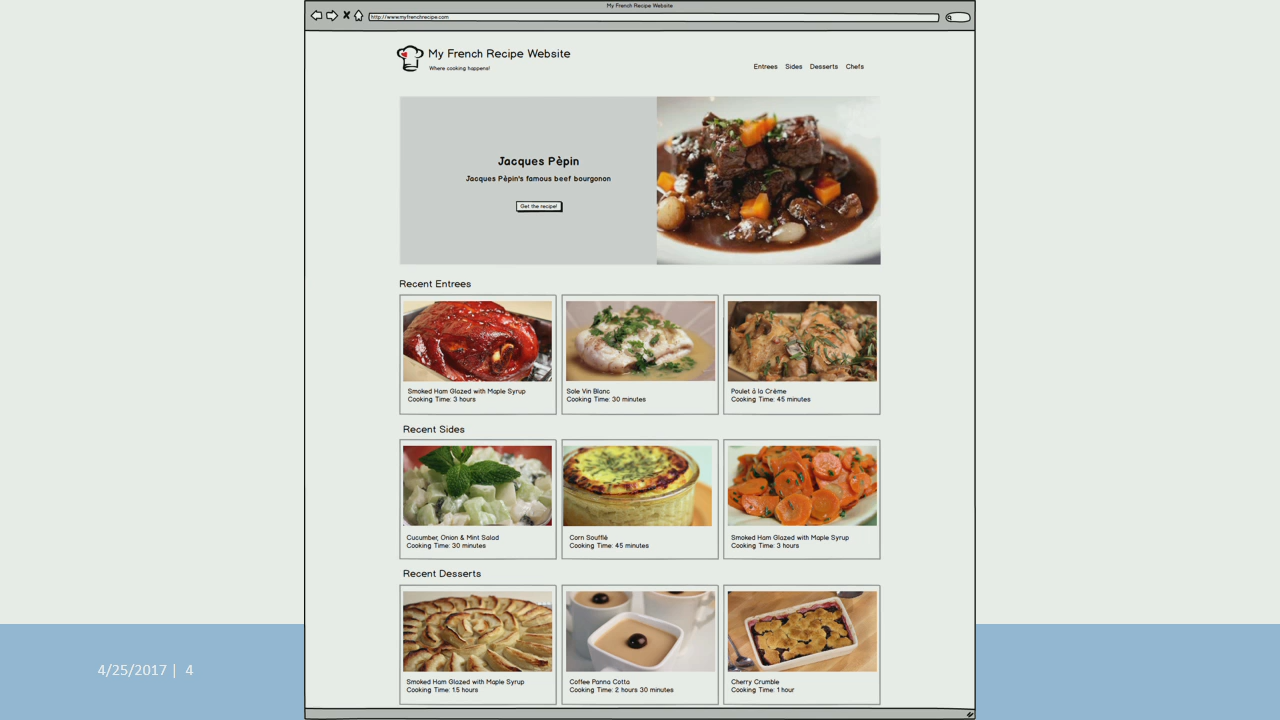 My French Recipe Website
http://www.myfrenchrecipe.com
My French Recipe Website
Where cooking happens!
Entrees Sides Desserts Chefs
Jacques Pèpin
Jacques Pèpin's famous beef bourgonon
Get the recipe!
Recent Entrees
Smoked Ham Glazed with Maple Syrup
Cooking Time: 3 hours
Sole Vin Blanc
Cooking Time: 30 minutes
Poulet à la Crème
Cooking Time: 45 minutes
Recent Sides
Cucumber, Onion & Mint Salad
Cooking Time: 30 minutes
Corn Soufflé
Cooking Time: 45 minutes
Smoked Ham Glazed with Maple Syrup
Cooking Time: 3 hours
Recent Desserts
Smoked Ham Glazed with Maple Syrup
Cooking Time: 1.5 hours
Coffee Panna Cotta
Cooking Time: 2 hours 30 minutes
Cherry Crumble
Cooking Time: 1 hour
4/25/2017 | 4